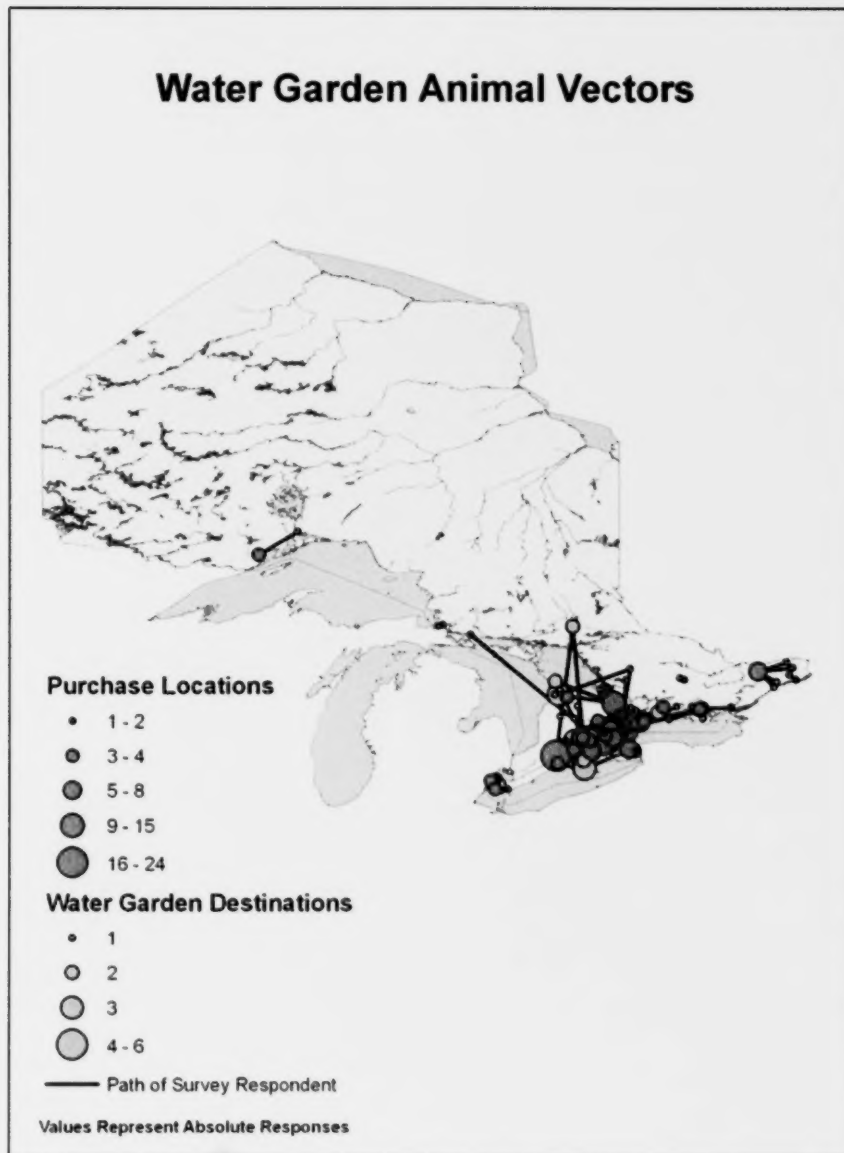 Water Garden Animal Vectors
Purchase Locations
1 - 2
3 - 4
5 - 8
9 - 15
16 - 24
Water Garden Destinations
1
2
3
4 - 6
Path of Survey Respondent
Values Represent Absolute Responses